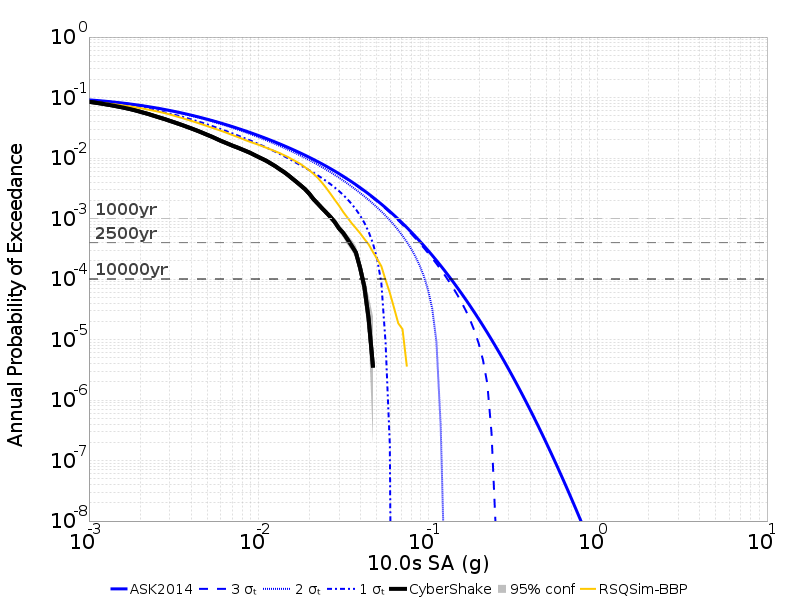 10^0
10^-1
10^-2
10^-3
10^-4
10^-5
10^-6
10^-7
10^-8
Annual Probability of Exceedance
1000yr
2500yr
10000yr
10^-3 10^-2 10^-1 10^0 10^1
10.0s SA (g)
ASK2014 3 σₜ 2 σₜ 1 σₜ CyberShake 95% conf RSQSim-BBP